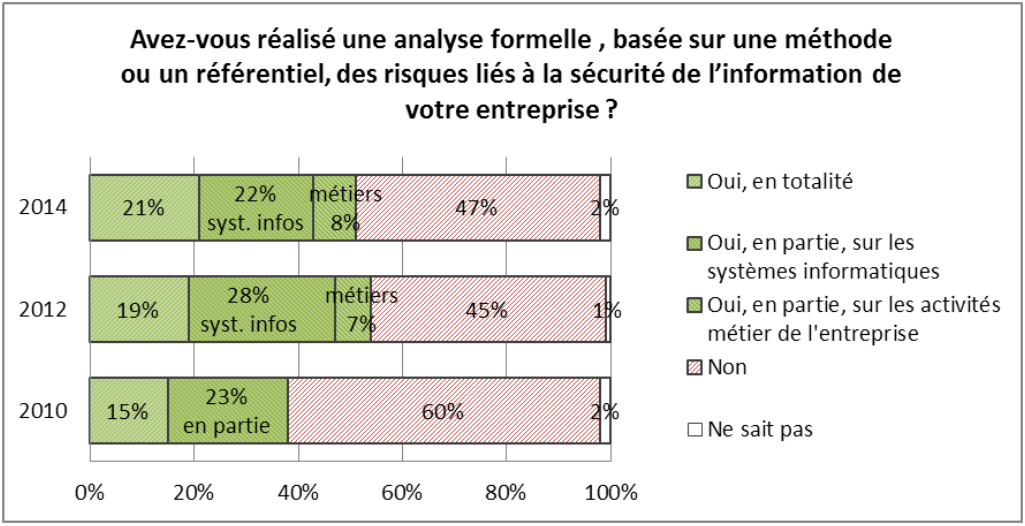 Avez-vous réalisé une analyse formelle , basée sur une méthode
ou un référentiel, des risques liés à la sécurité de l’information de
votre entreprise ?
2014
21%
22%
syst. infos
métiers
8%
47%
2%
2012
19%
28%
syst. infos
métiers
7%
45%
1%
2010
15%
23%
en partie
60%
2%
0%
20%
40%
60%
80%
100%
Oui, en totalité
Oui, en partie, sur les
systèmes informatiques
Oui, en partie, sur les activités
métier de l'entreprise
Non
Ne sait pas